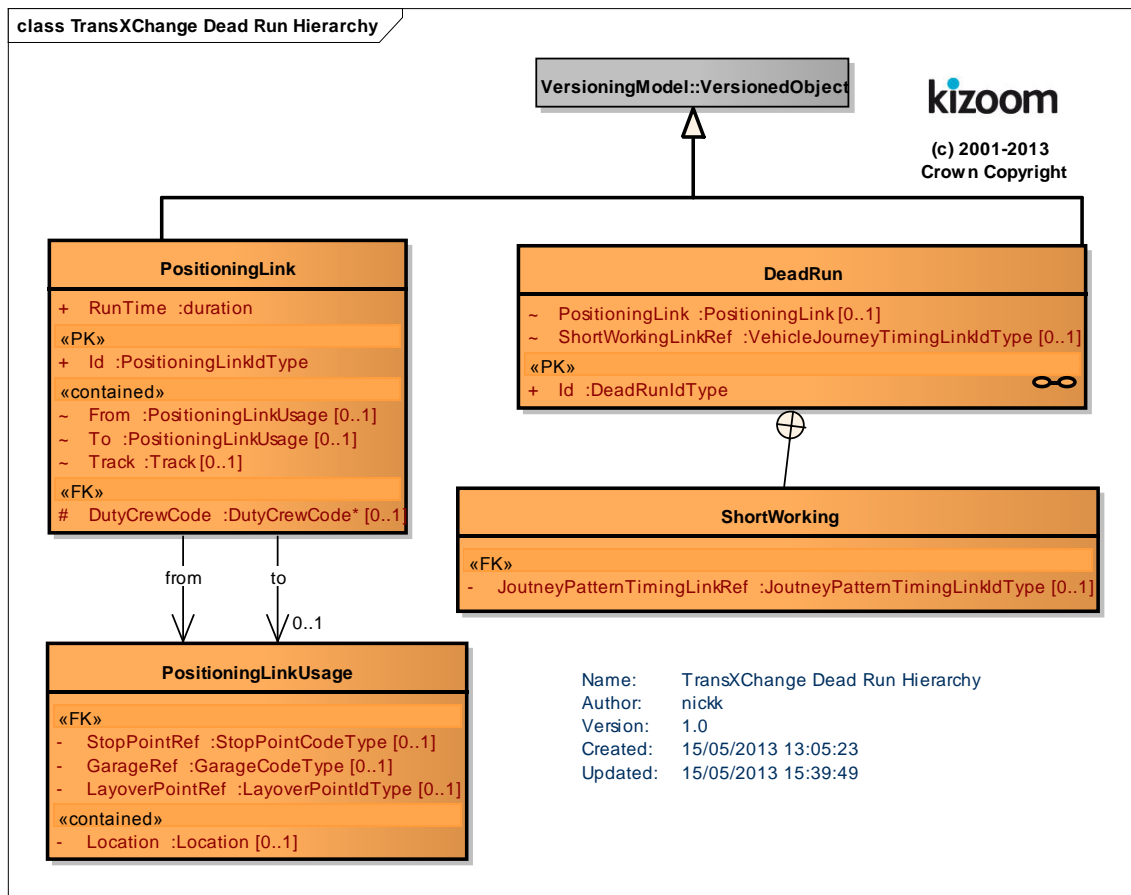 class TransXChange Dead Run Hierarchy
VersioningModel::VersionedObject
kizoom
(c) 2001-2013
Crown Copyright
PositioningLink
+ RunTime :duration
«PK»
+ Id :PositioningLinkIdType
«contained»
~ From :PositioningLinkUsage [0..1]
~ To :PositioningLinkUsage [0..1]
~ Track :Track [0..1]
«FK»
# DutyCrewCode :DutyCrewCode* [0..1]
DeadRun
~ PositioningLink :PositioningLink [0..1]
~ ShortWorkingLinkRef :VehicleJourneyTimingLinkIdType [0..1]
«PK»
+ Id :DeadRunIdType
ShortWorking
«FK»
- JoutneyPatternTimingLinkRef :JoutneyPatternTimingLinkIdType [0..1]
from
to
0..1
PositioningLinkUsage
«FK»
- StopPointRef :StopPointCodeType [0..1]
- GarageRef :GarageCodeType [0..1]
- LayoverPointRef :LayoverPointIdType [0..1]
«contained»
- Location :Location [0..1]
Name: TransXChange Dead Run Hierarchy
Author: nickk
Version: 1.0
Created: 15/05/2013 13:05:23
Updated: 15/05/2013 15:39:49